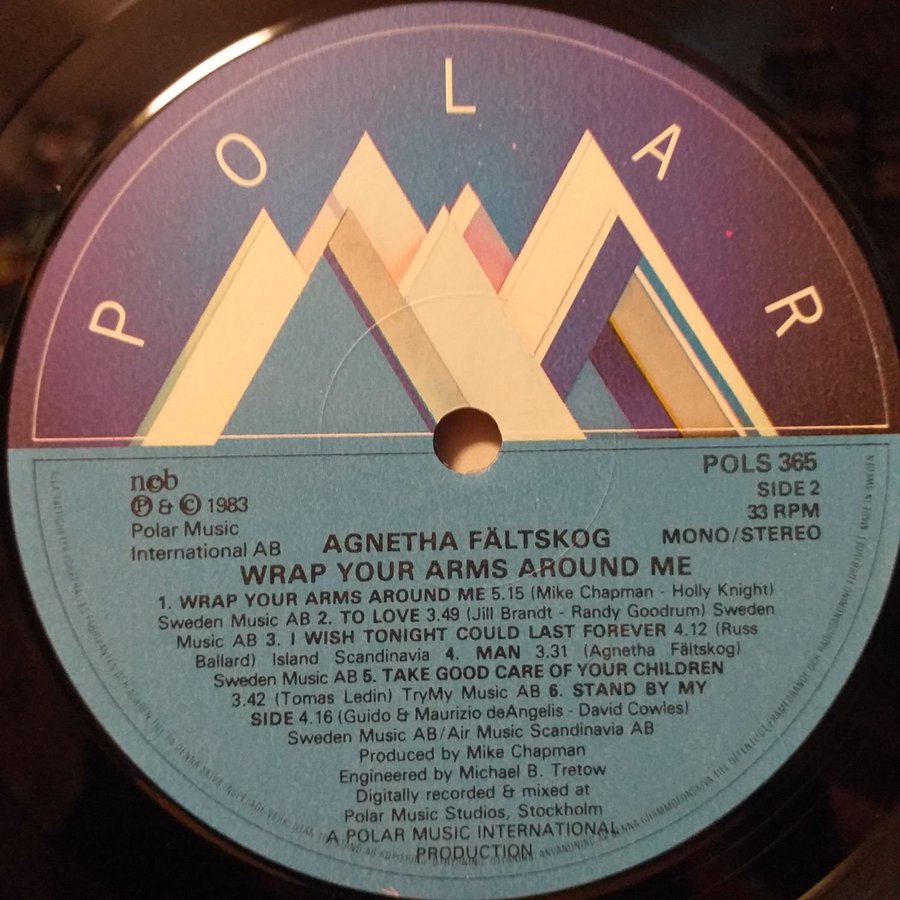 POLAR
ncb
Ⓟ & © 1983
Polar Music
International AB
POLS 365
SIDE 2
33 RPM
MONO/STEREO
AGNETHA FÄLTSKOG
WRAP YOUR ARMS AROUND ME
1. WRAP YOUR ARMS AROUND ME 5.15 (Mike Chapman - Holly Knight)
Sweden Music AB 2. TO LOVE 3.49 (Jill Brandt - Randy Goodrum) Sweden
Music AB 3. I WISH TONIGHT COULD LAST FOREVER 4.12 (Russ
Ballard) Island Scandinavia 4. MAN 3.31 (Agnetha Fältskog)
Sweden Music AB 5. TAKE GOOD CARE OF YOUR CHILDREN
3.42 (Tomas Ledin) TryMy Music AB 6. STAND BY MY
SIDE 4.16 (Guido & Maurizio deAngelis - David Cowles)
Sweden Music AB/Air Music Scandinavia AB
Produced by Mike Chapman
Engineered by Michael B. Tretow
Digitally recorded & mixed at
Polar Music Studios, Stockholm
A POLAR MUSIC INTERNATIONAL
PRODUCTION
MADE IN SWEDEN